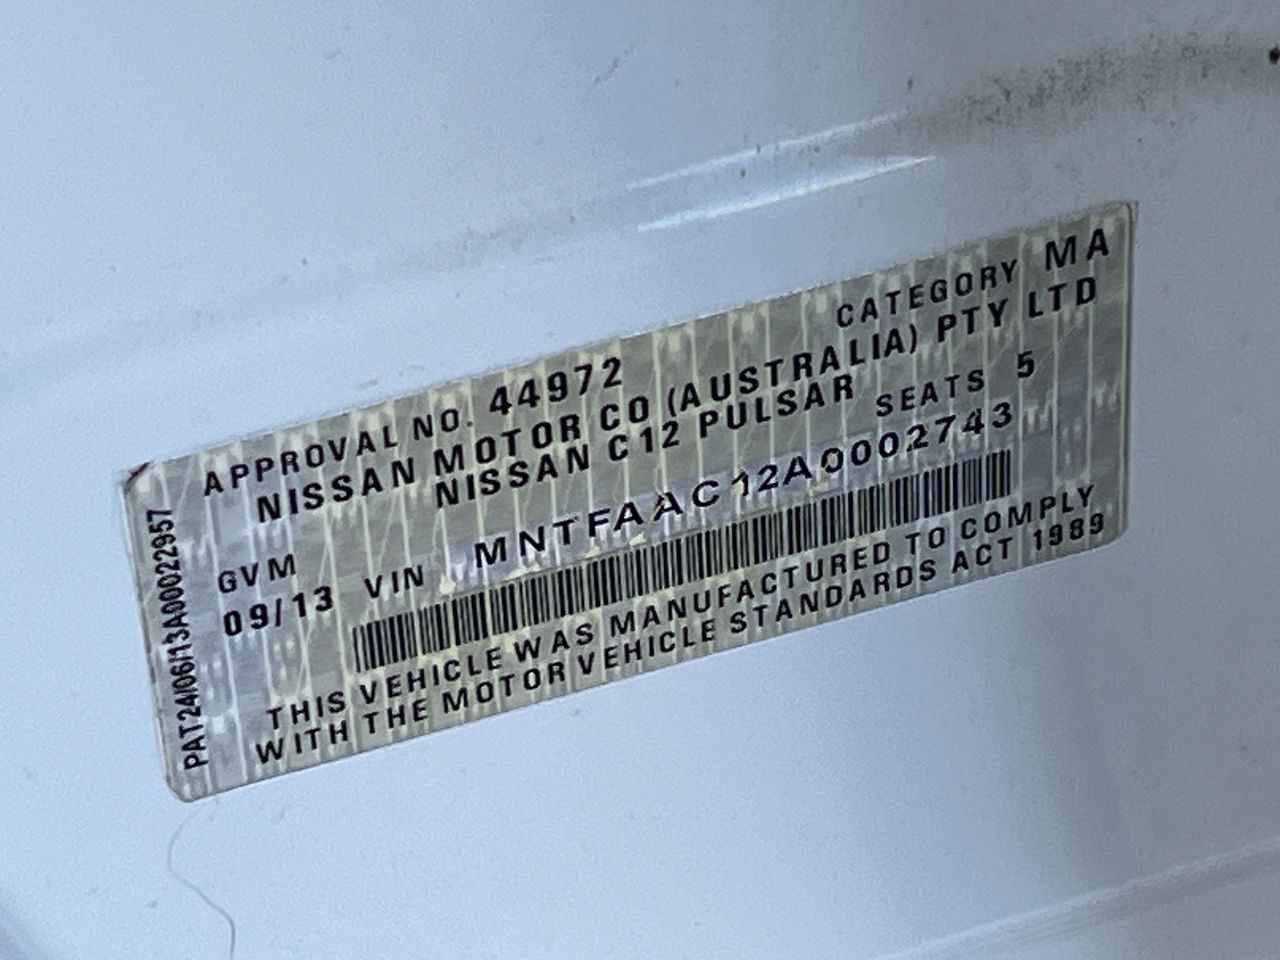 APPROVAL NO. 44972 CATEGORY MA
NISSAN MOTOR CO (AUSTRALIA) PTY LTD
NISSAN C12 PULSAR SEATS 5
GVM
09/13 VIN MNTFAAC12A0002743
THIS VEHICLE WAS MANUFACTURED TO COMPLY
WITH THE MOTOR VEHICLE STANDARDS ACT 1989
PAT24/06/13A00022957